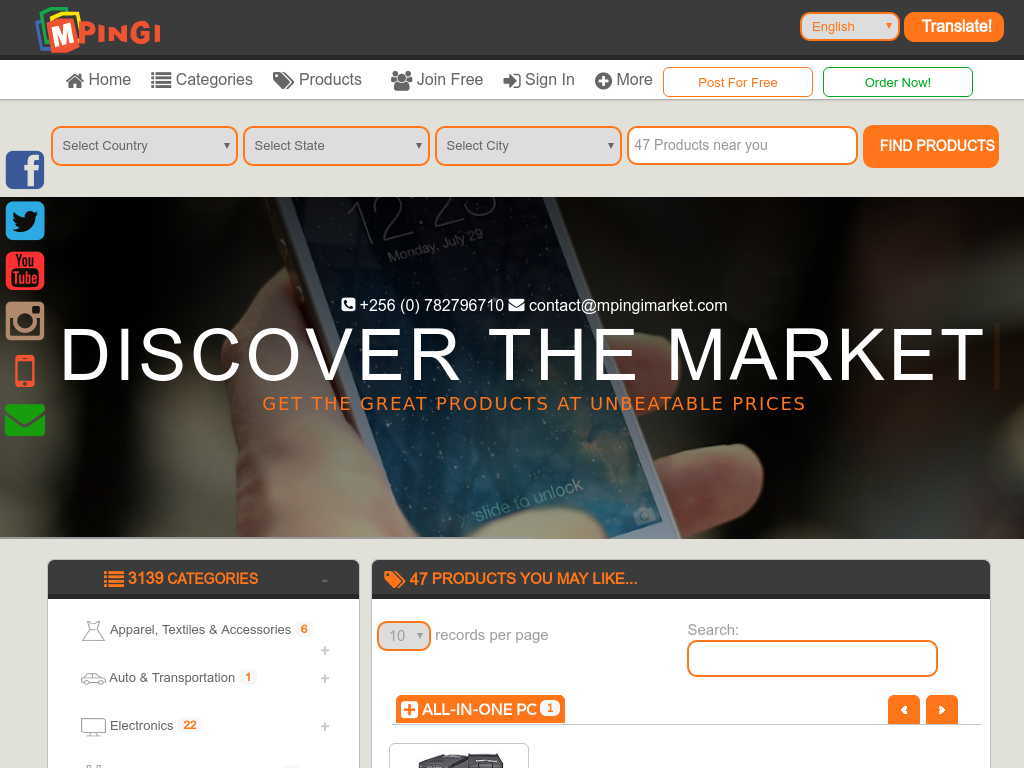 MPINGI
English
Translate!
Home Categories Products Join Free Sign In More Post For Free Order Now!
Select Country Select State Select City 47 Products near you FIND PRODUCTS
You
Tube
12:23
Monday, July 29
+256 (0) 782796710 contact@mpingimarket.com
DISCOVER THE MARKET
GET THE GREAT PRODUCTS AT UNBEATABLE PRICES
slide to unlock
3139 CATEGORIES -
47 PRODUCTS YOU MAY LIKE...
Apparel, Textiles & Accessories 6
+
Auto & Transportation 1 +
Electronics 22 +
10 records per page
Search:
ALL-IN-ONE PC 1